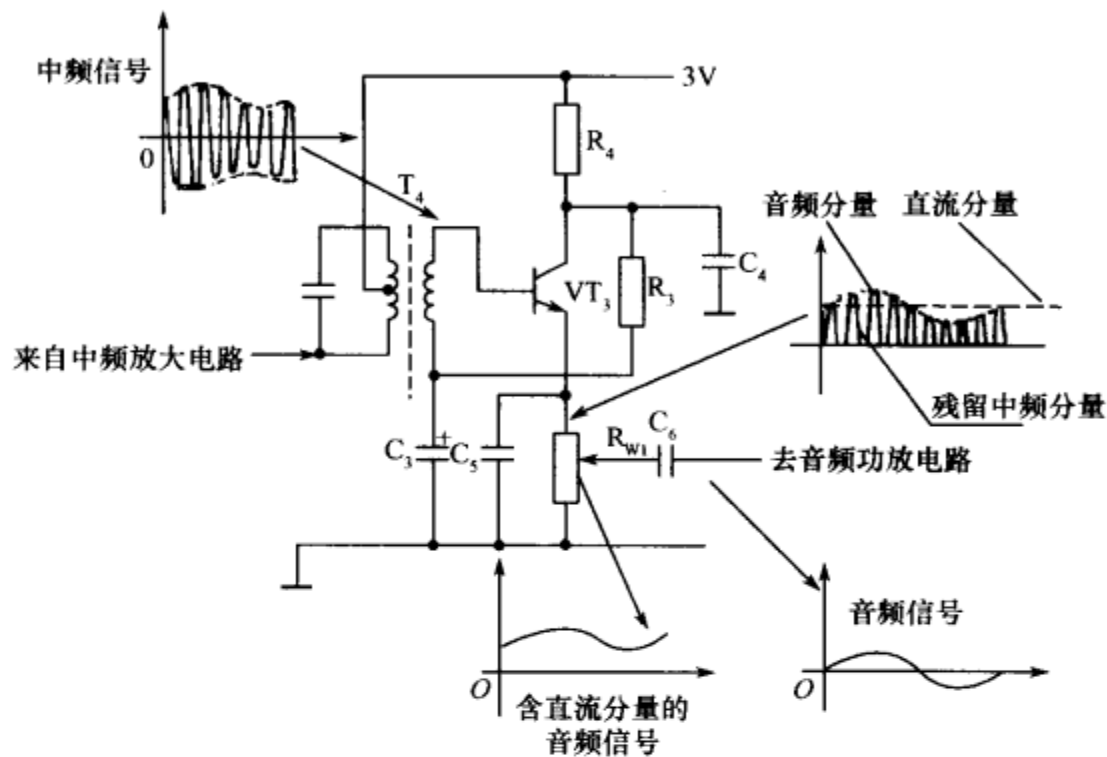 中频信号
0
3V
R4
T4
音频分量
直流分量
C4
VT3
R3
来自中频放大电路
残留中频分量
C3
+
C5
RW1
C6
去音频功放电路
音频信号
O
含直流分量的
音频信号
O